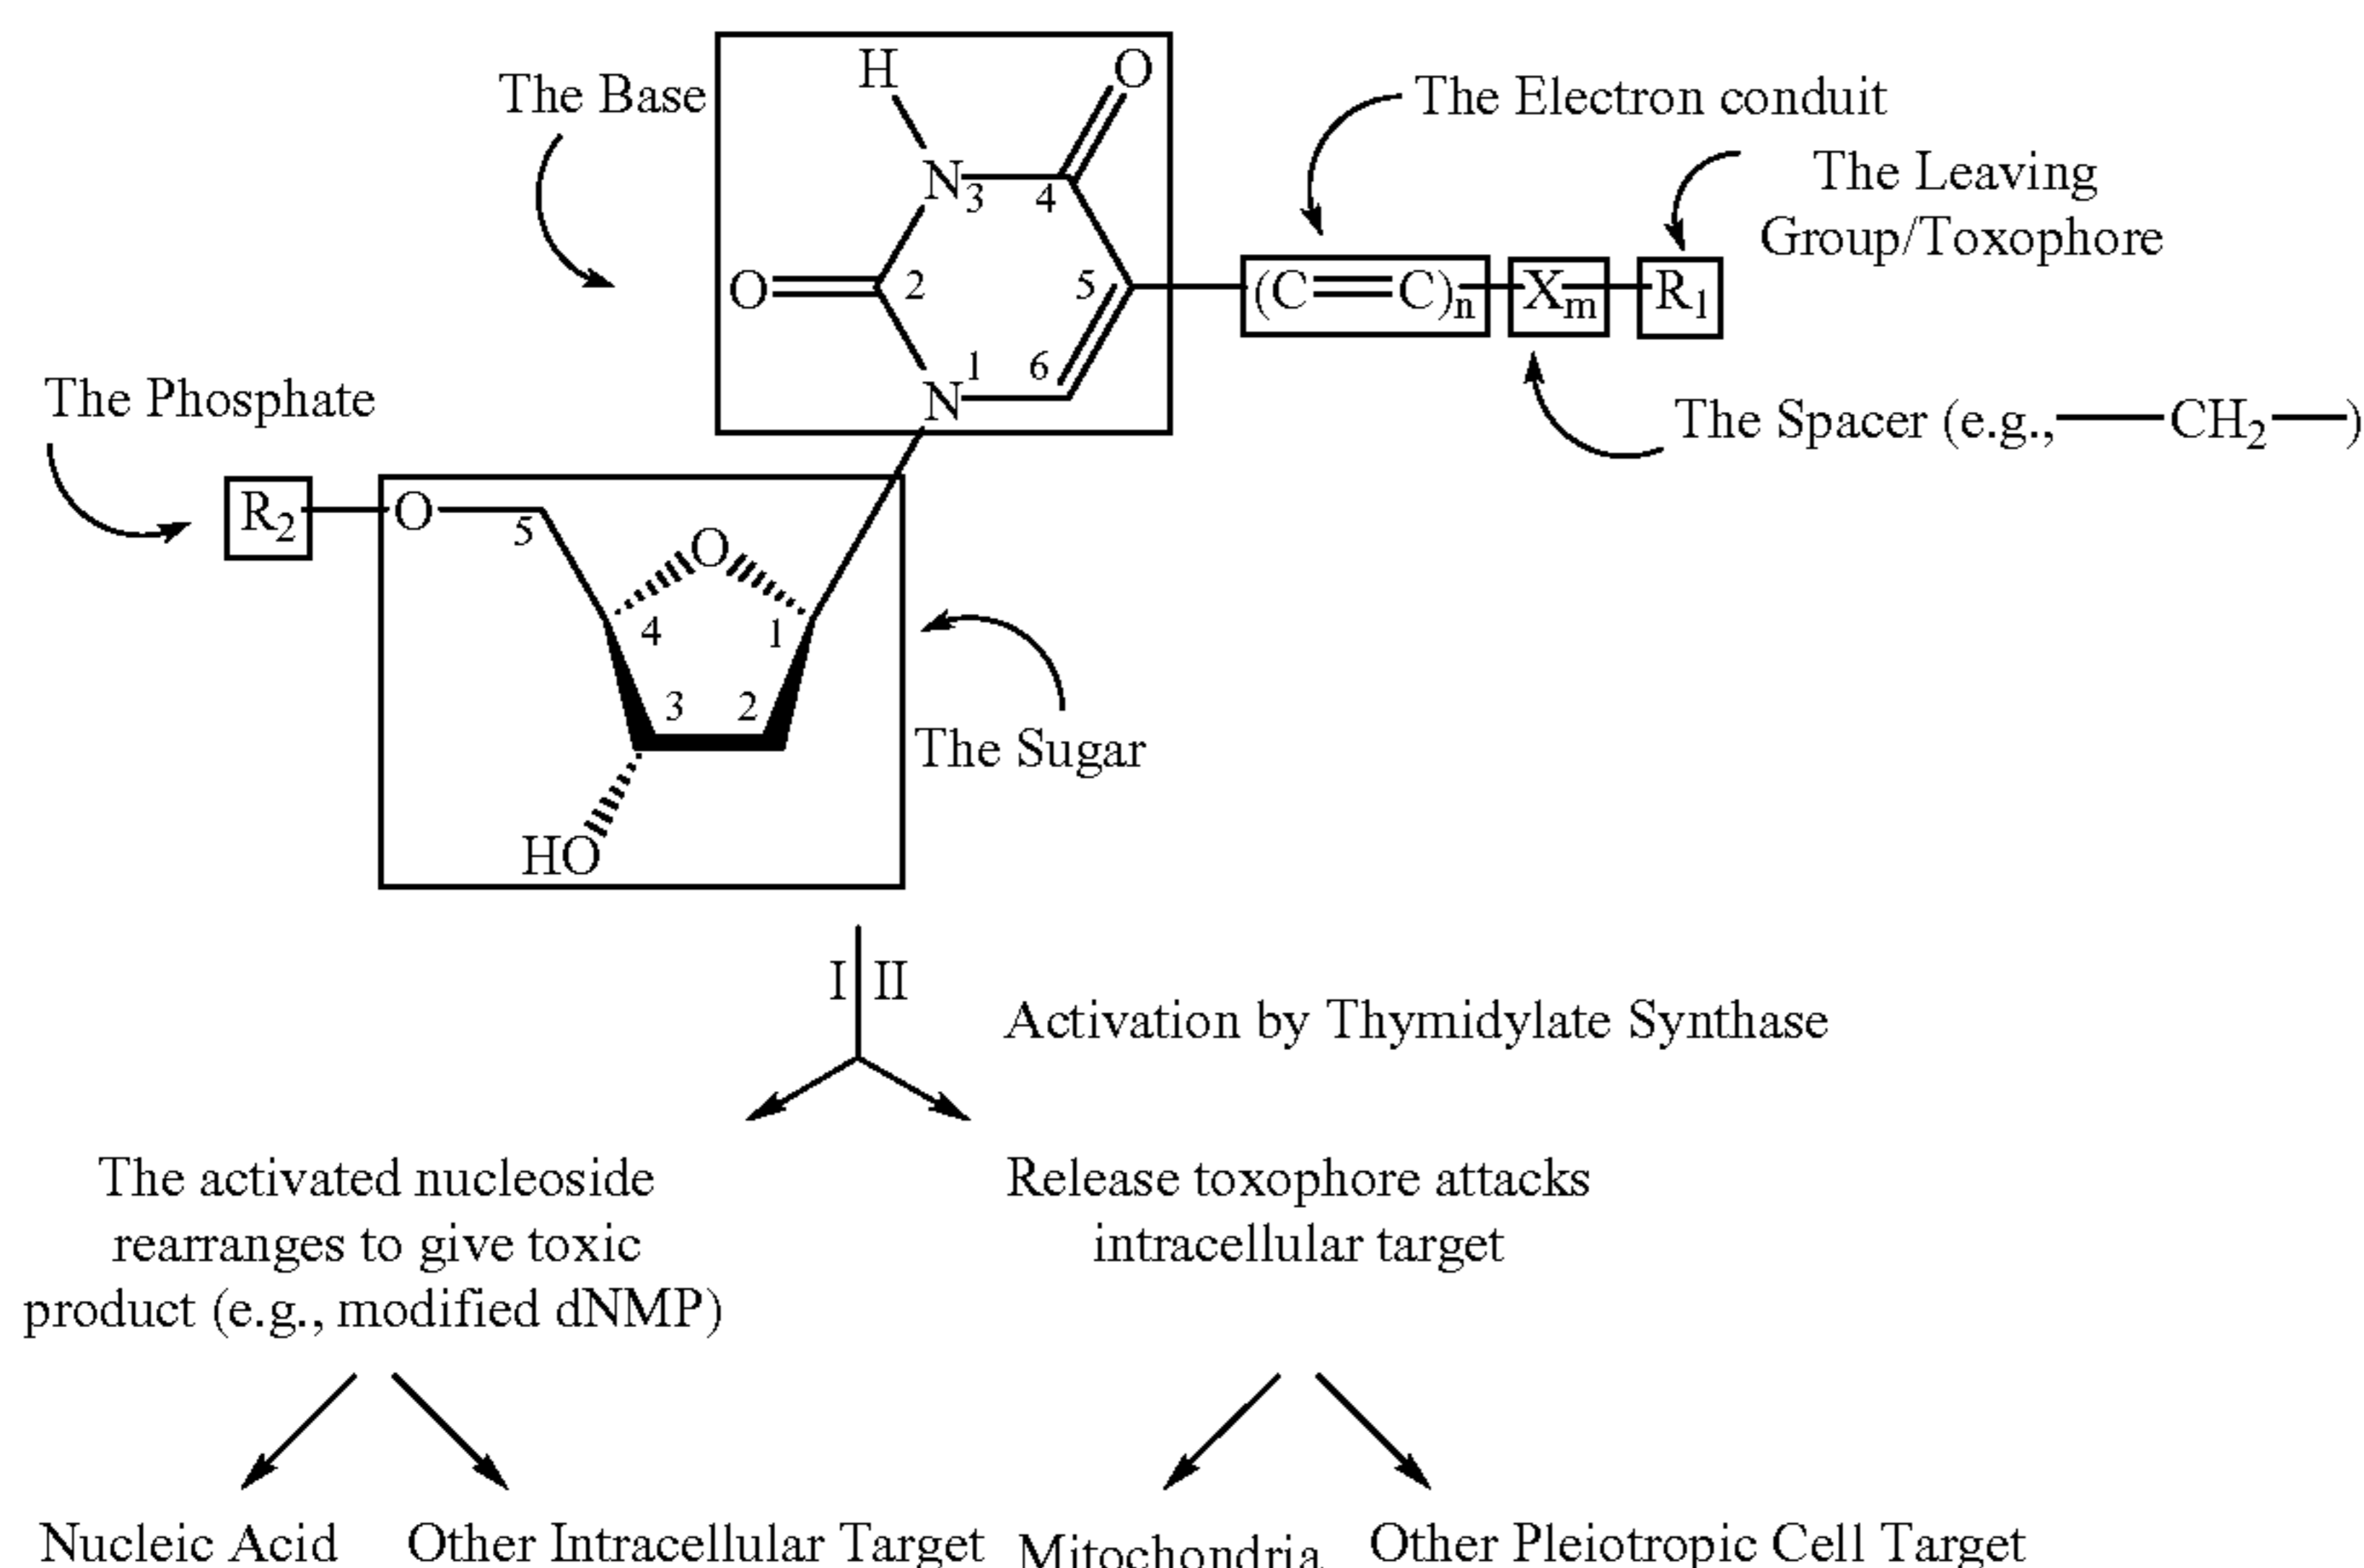 The Base
H
O
The Electron conduit
N
3
4
The Leaving
Group/Toxophore
O
2
5
(C=C)n
Xm
R1
1
6
N
The Phosphate
The Spacer (e.g.,—CH2—)
R2
O
5
O
4
1
3
2
The Sugar
HO
I
II
Activation by Thymidylate Synthase
The activated nucleoside
rearranges to give toxic
product (e.g., modified dNMP)
Release toxophore attacks
intracellular target
Nucleic Acid
Other Intracellular Target
Mitochondria
Other Pleiotropic Cell Target